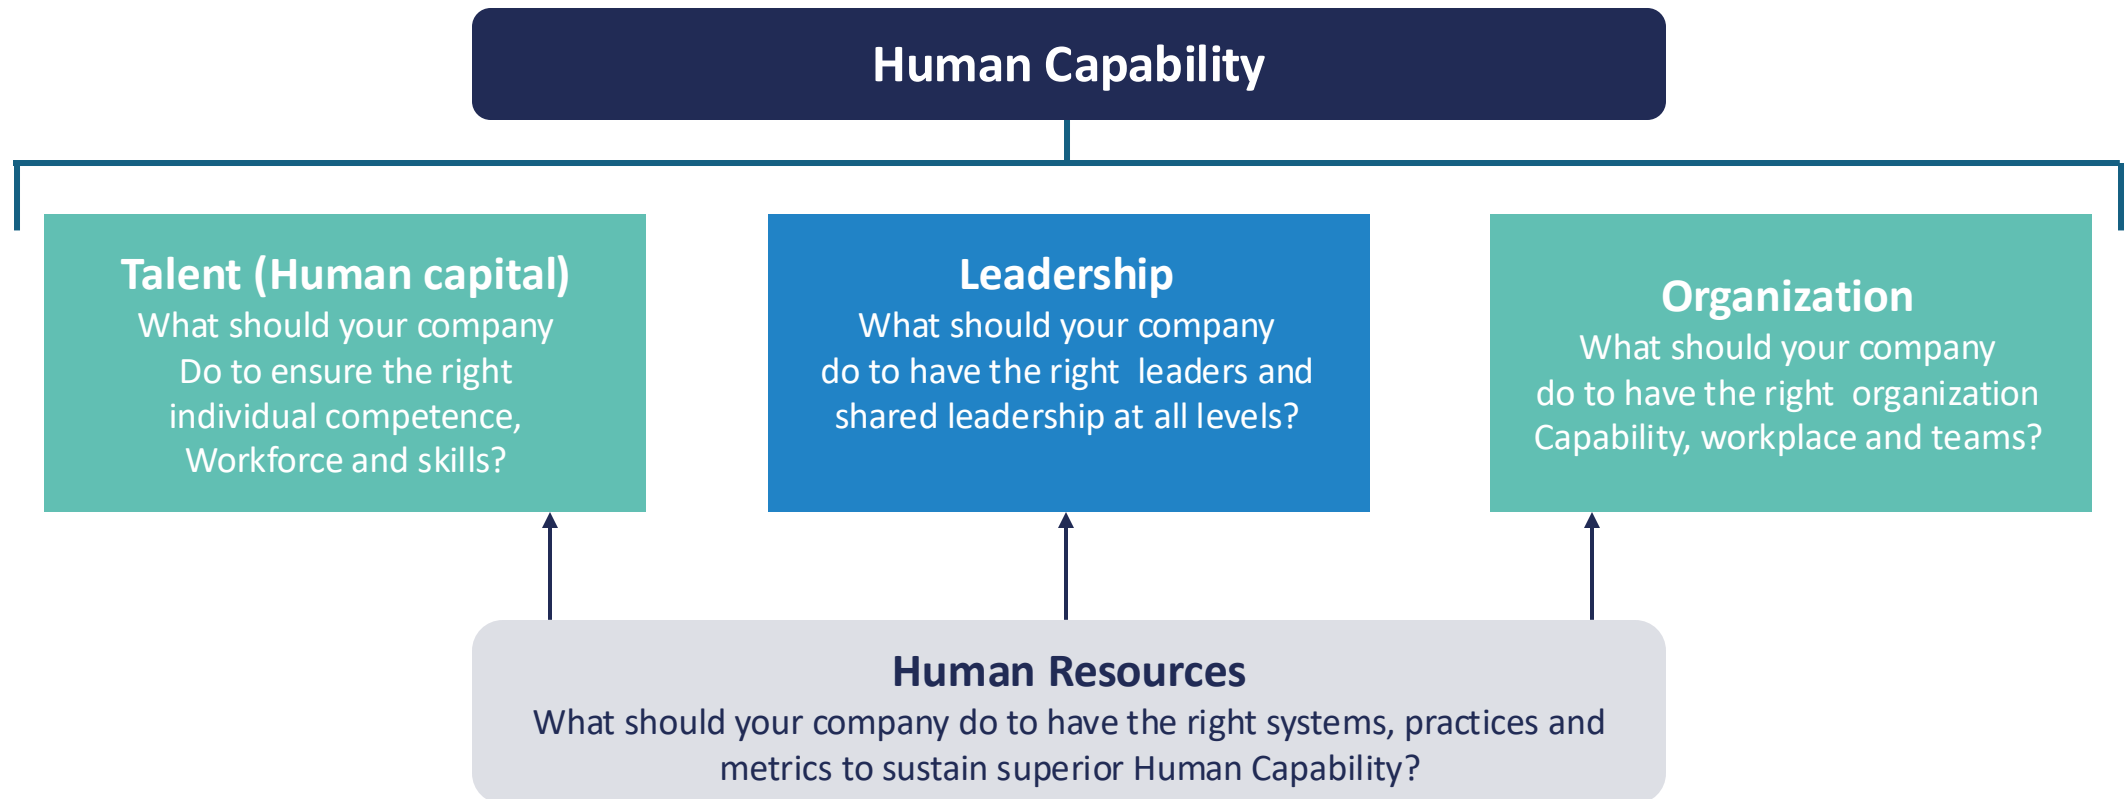 Human Capability
Talent (Human capital)
What should your company
Do to ensure the right
individual competence,
Workforce and skills?
Leadership
What should your company
do to have the right leaders and
shared leadership at all levels?
Organization
What should your company
do to have the right organization
Capability, workplace and teams?
Human Resources
What should your company do to have the right systems, practices and
metrics to sustain superior Human Capability?